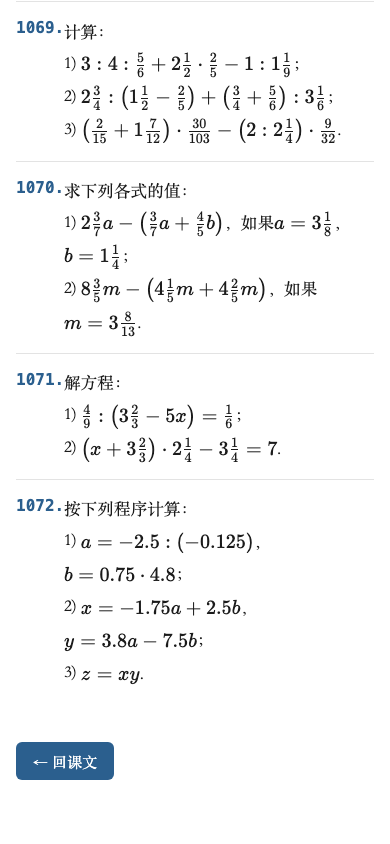 1069. 计算：
1) 3 : 4 : 5/6 + 2 1/2 · 2/5 − 1 : 1 1/9；
2) 2 3/4 : (1 1/2 − 2/5) + (3/4 + 5/6) : 3 1/6；
3) (2/15 + 1 7/12) · 30/103 − (2 : 2 1/4) · 9/32.
1070. 求下列各式的值：
1) 2 3/7 a − (3/7 a + 4/5 b)，如果a = 3 1/8，
b = 1 1/4；
2) 8 3/5 m − (4 1/5 m + 4 2/5 m)，如果
m = 3 8/13.
1071. 解方程：
1) 4/9 : (3 2/3 − 5x) = 1/6；
2) (x + 3 2/3) · 2 1/4 − 3 1/4 = 7.
1072. 按下列程序计算：
1) a = −2.5 : (−0.125)，
b = 0.75 · 4.8；
2) x = −1.75a + 2.5b，
y = 3.8a − 7.5b；
3) z = xy.
← 回课文